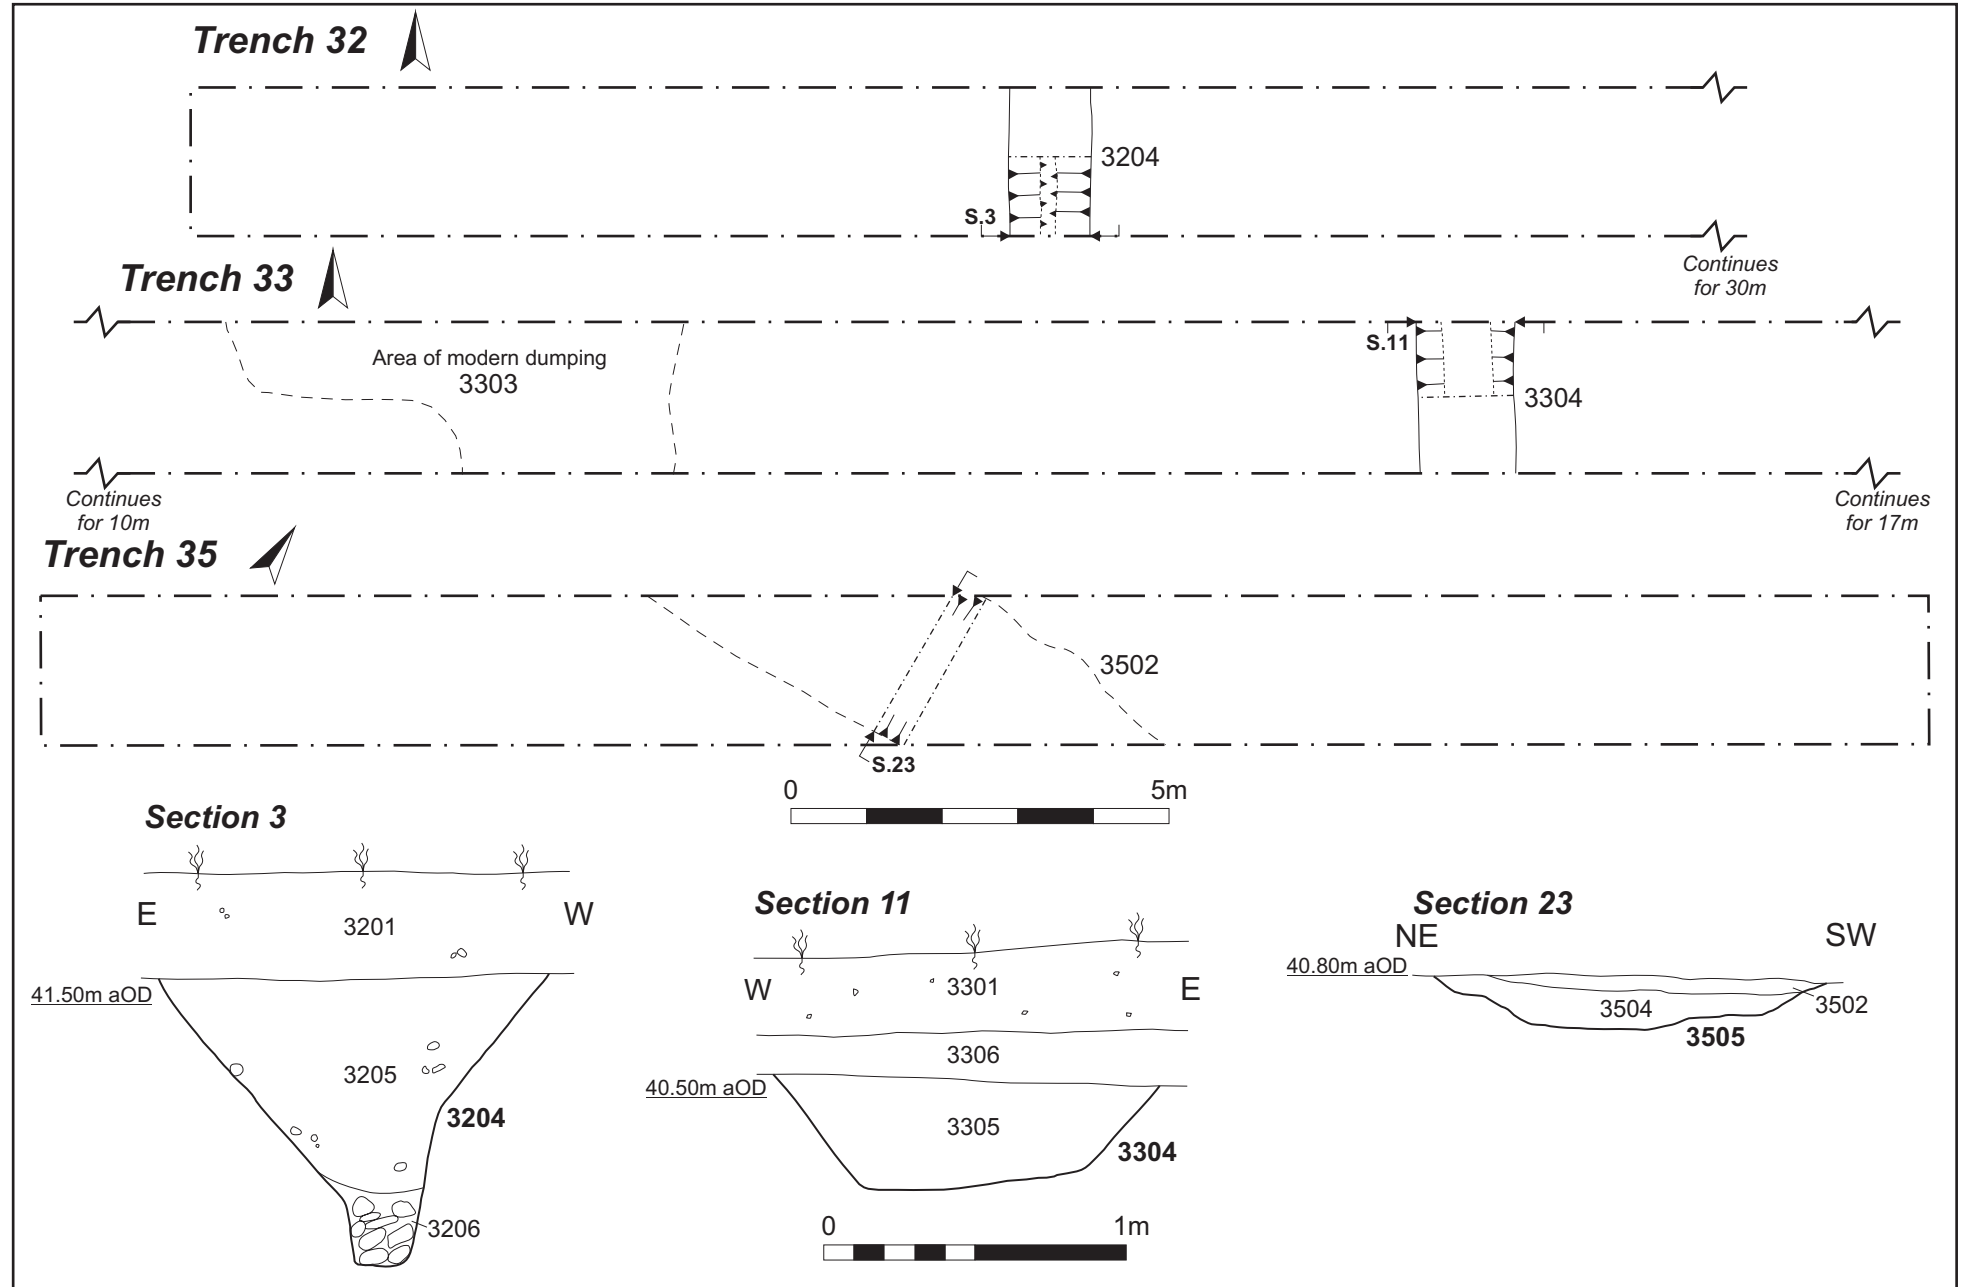 Trench 32
3204
S.3
Continues
for 30m
Trench 33
Area of modern dumping
3303
S.11
3304
Continues
for 10m
Continues
for 17m
Trench 35
3502
S.23
0 5m
Section 3
E W
3201
41.50m aOD
3205
3204
3206
Section 11
W E
3301
3306
40.50m aOD
3305
3304
0 1m
Section 23
NE SW
40.80m aOD
3504
3502
3505